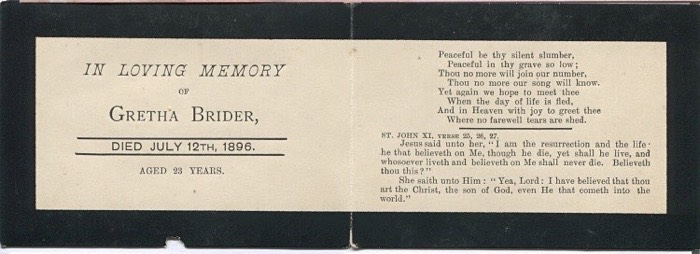 IN LOVING MEMORY
OF
GRETHA BRIDER,
DIED JULY 12TH, 1896.
AGED 23 YEARS.
Peaceful be thy silent slumber,
Peaceful in thy grave so low;
Thou no more will join our number,
Thou no more our song will know.
Yet again we hope to meet thee
When the day of life is fled,
And in Heaven with joy to greet thee
Where no farewell tears are shed.
ST. JOHN XI, VERSE 25, 26, 27.
Jesus said unto her, "I am the resurrection and the life·
he that believeth on Me, though he die, yet shall he live, and
whosoever liveth and believeth on Me shall never die. Believeth
thou this?"
She saith unto Him: "Yea, Lord: I have believed that thou
art the Christ, the son of God, even He that cometh into the
world."